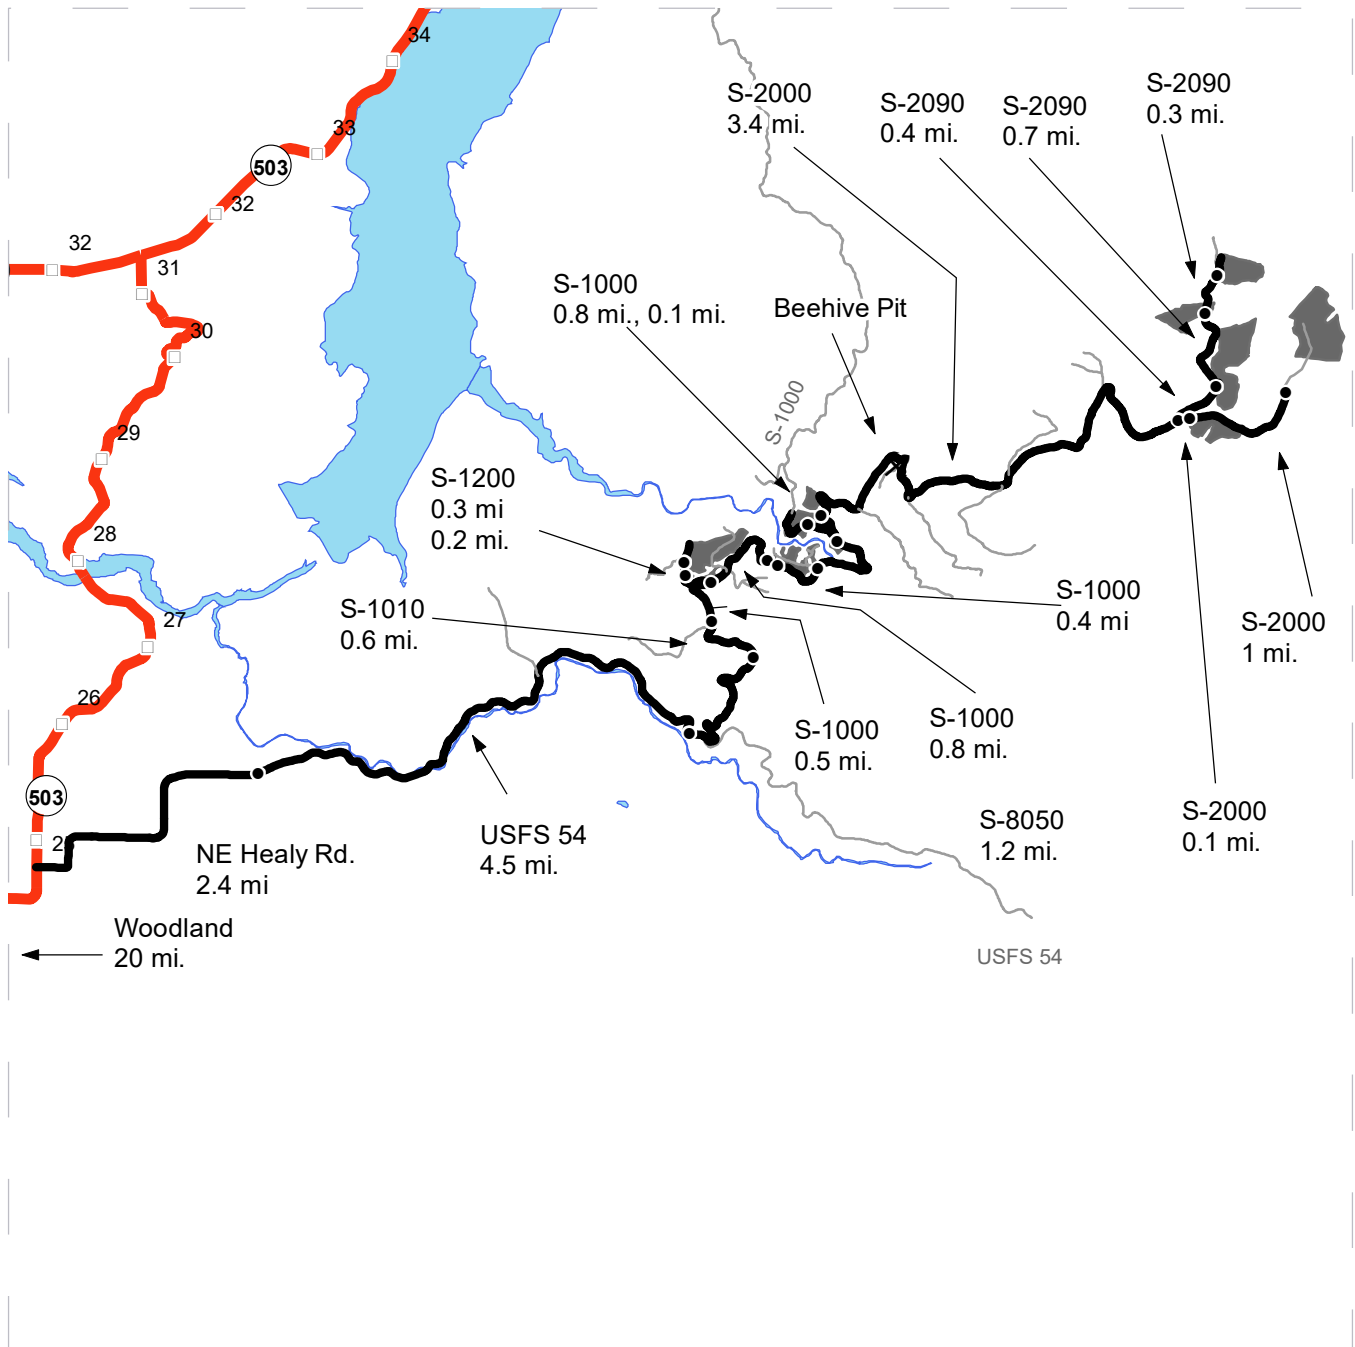 34
S-2090
0.3 mi.
S-2000
3.4 mi.
S-2090
0.4 mi.
S-2090
0.7 mi.
33
503
32
32
31
S-1000
0.8 mi., 0.1 mi.
Beehive Pit
30
S-1000
29
S-1200
0.3 mi
0.2 mi.
28
S-1010
0.6 mi.
27
S-1000
0.4 mi
S-2000
1 mi.
26
S-1000
0.5 mi.
S-1000
0.8 mi.
503
S-8050
1.2 mi.
S-2000
0.1 mi.
USFS 54
4.5 mi.
NE Healy Rd.
2.4 mi
Woodland
20 mi.
USFS 54